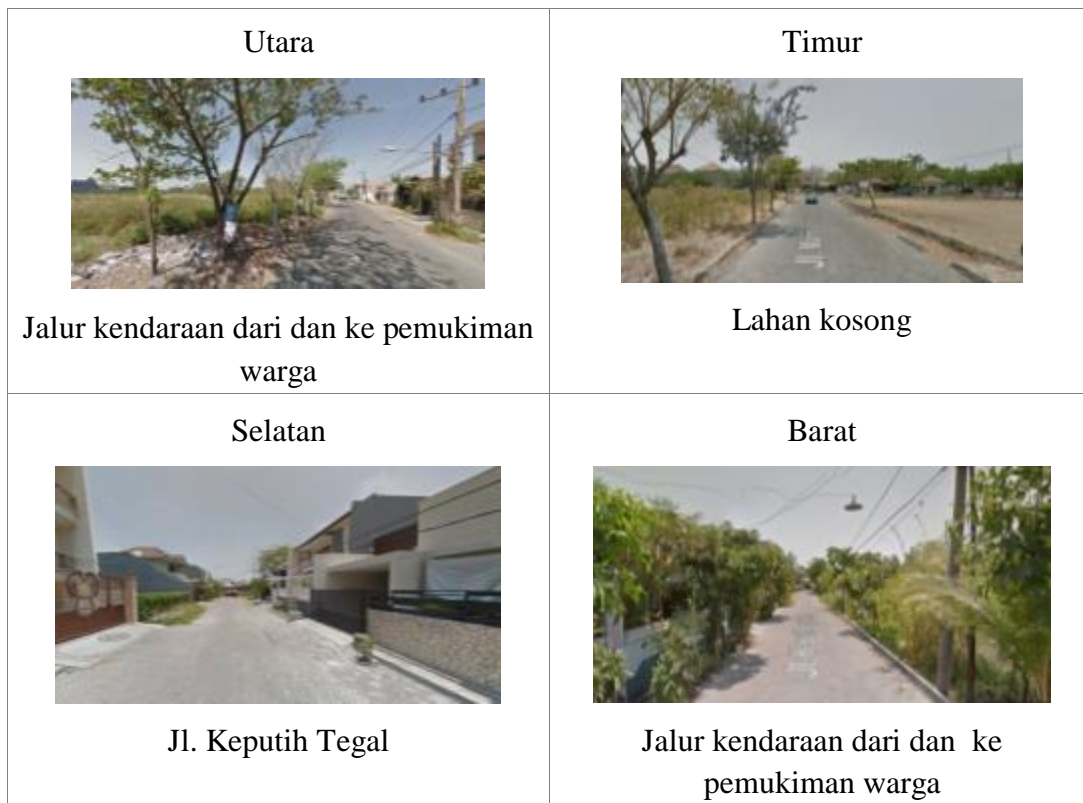 Utara
Jalur kendaraan dari dan ke pemukiman
warga
Timur
Lahan kosong
Selatan
Jl. Keputih Tegal
Barat
Jalur kendaraan dari dan  ke
pemukiman warga